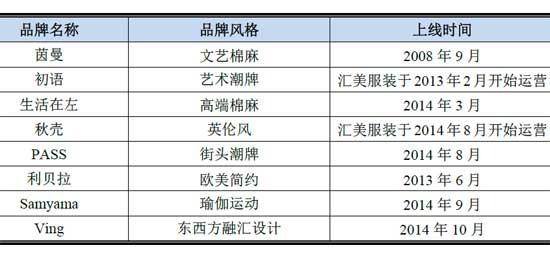 品牌名称 品牌风格 上线时间
茵曼 文艺棉麻 2008 年 9 月
初语 艺术潮牌 汇美服装于 2013 年 2 月开始运营
生活在左 高端棉麻 2014 年 3 月
秋壳 英伦风 汇美服装于 2014 年 8 月开始运营
PASS 街头潮牌 2014 年 8 月
利贝拉 欧美简约 2013 年 6 月
Samyama 瑜伽运动 2014 年 9 月
Ving 东西方融汇设计 2014 年 10 月